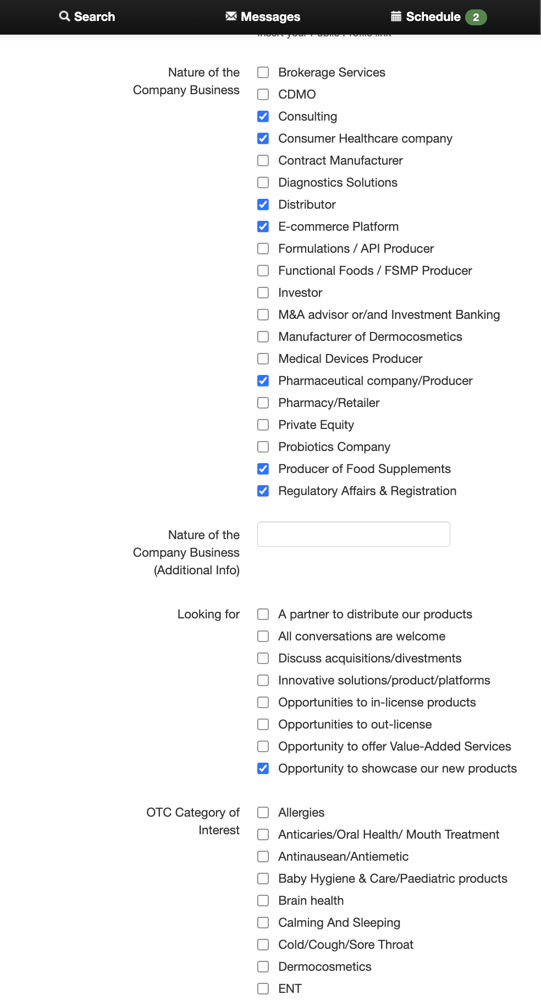 Search
Messages
Schedule 2
Insert your Public Profile link
Nature of the
Company Business
Brokerage Services
CDMO
Consulting
Consumer Healthcare company
Contract Manufacturer
Diagnostics Solutions
Distributor
E-commerce Platform
Formulations / API Producer
Functional Foods / FSMP Producer
Investor
M&A advisor or/and Investment Banking
Manufacturer of Dermocosmetics
Medical Devices Producer
Pharmaceutical company/Producer
Pharmacy/Retailer
Private Equity
Probiotics Company
Producer of Food Supplements
Regulatory Affairs & Registration
Nature of the
Company Business
(Additional Info)
Looking for
A partner to distribute our products
All conversations are welcome
Discuss acquisitions/divestments
Innovative solutions/product/platforms
Opportunities to in-license products
Opportunities to out-license
Opportunity to offer Value-Added Services
Opportunity to showcase our new products
OTC Category of
Interest
Allergies
Anticaries/Oral Health/ Mouth Treatment
Antinausean/Antiemetic
Baby Hygiene & Care/Paediatric products
Brain health
Calming And Sleeping
Cold/Cough/Sore Throat
Dermocosmetics
ENT